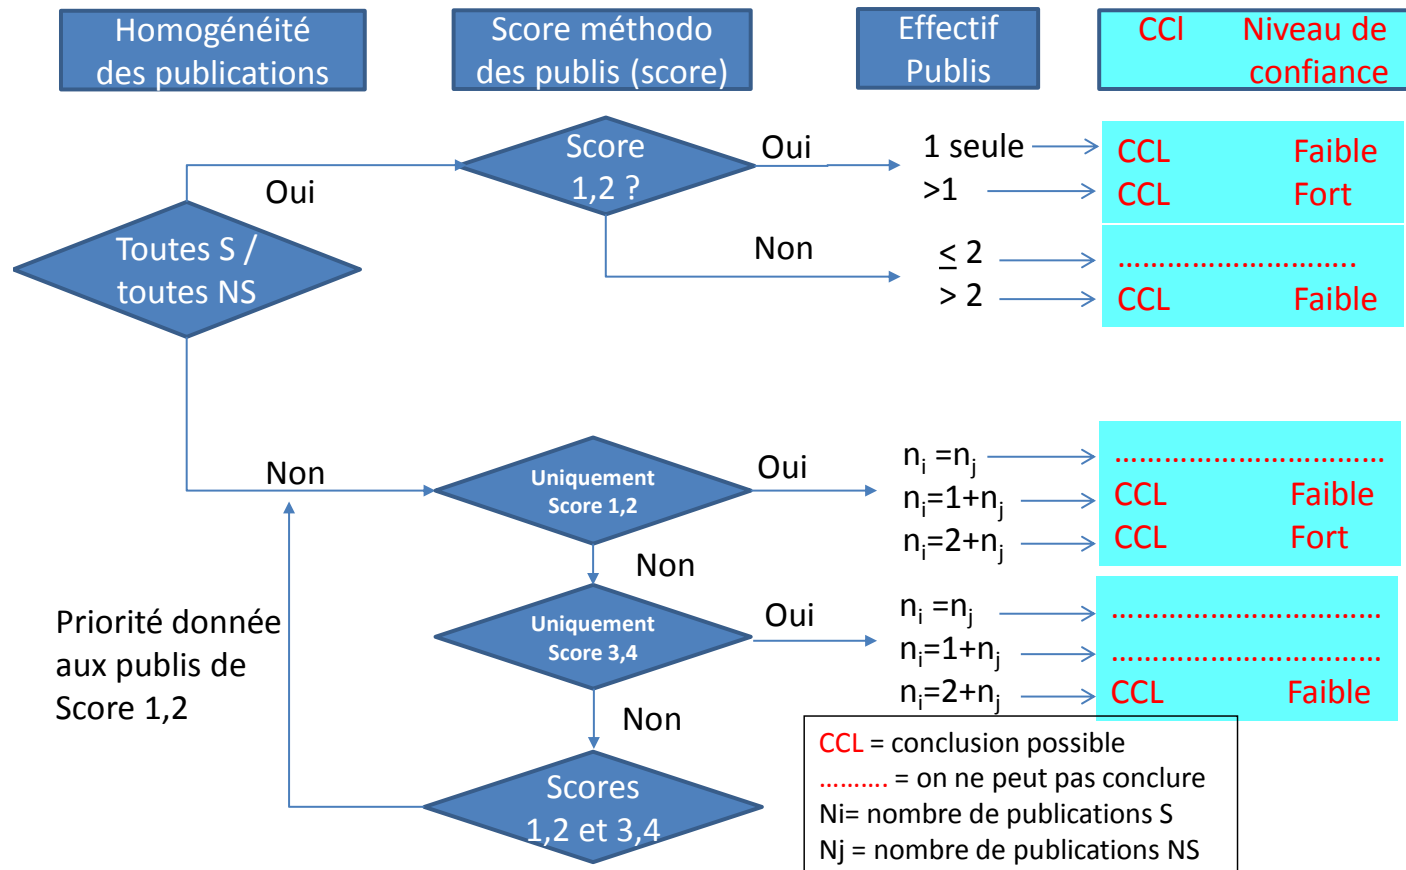 Homogénéité
des publications
Score méthodo
des publis (score)
Effectif
Publis
CCl Niveau de
confiance
Score
1,2 ?
Oui
1 seule
CCL Faible
>1
CCL Fort
Oui
Toutes S /
toutes NS
Non
≤ 2
...............................
> 2
CCL Faible
Non
Uniquement
Score 1,2
Oui
ni =nj
...................................
ni=1+nj
CCL Faible
ni=2+nj
CCL Fort
Non
Uniquement
Score 3,4
Oui
ni =nj
...................................
ni=1+nj
...................................
ni=2+nj
CCL Faible
Priorité donnée
aux publis de
Score 1,2
Non
Scores
1,2 et 3,4
CCL = conclusion possible
.......... = on ne peut pas conclure
Ni= nombre de publications S
Nj = nombre de publications NS